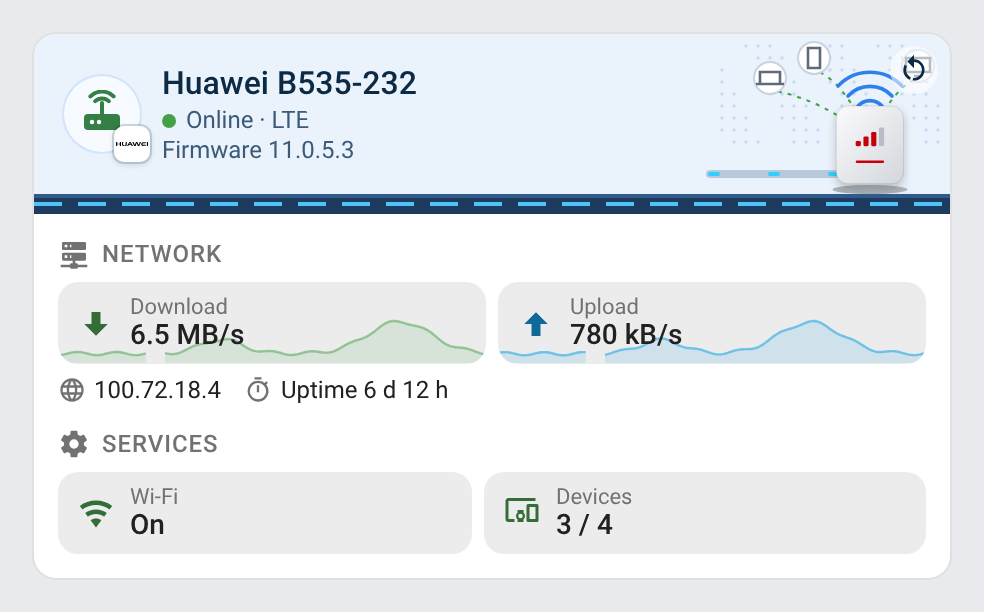 Huawei B535-232
Online · LTE
HUAWEI
Firmware 11.0.5.3
NETWORK
Download
6.5 MB/s
Upload
780 kB/s
100.72.18.4
Uptime 6 d 12 h
SERVICES
Wi-Fi
On
Devices
3 / 4